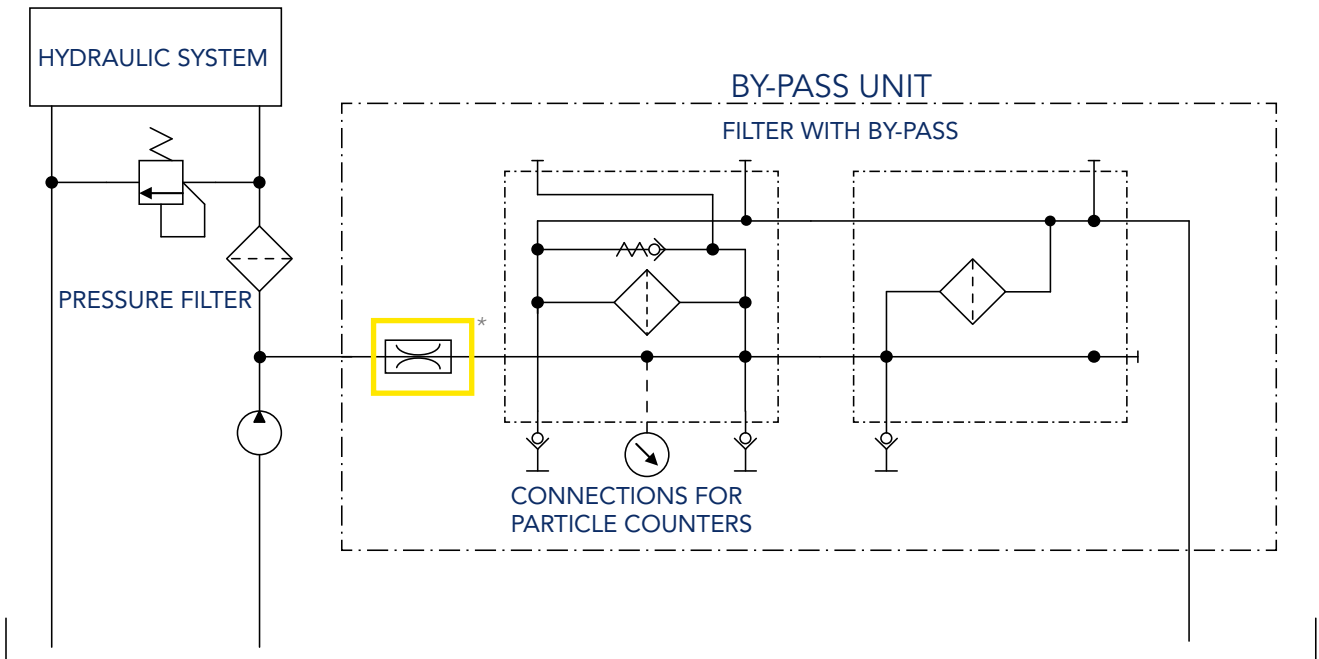 HYDRAULIC SYSTEM
BY-PASS UNIT
FILTER WITH BY-PASS
PRESSURE FILTER
*
CONNECTIONS FOR
PARTICLE COUNTERS